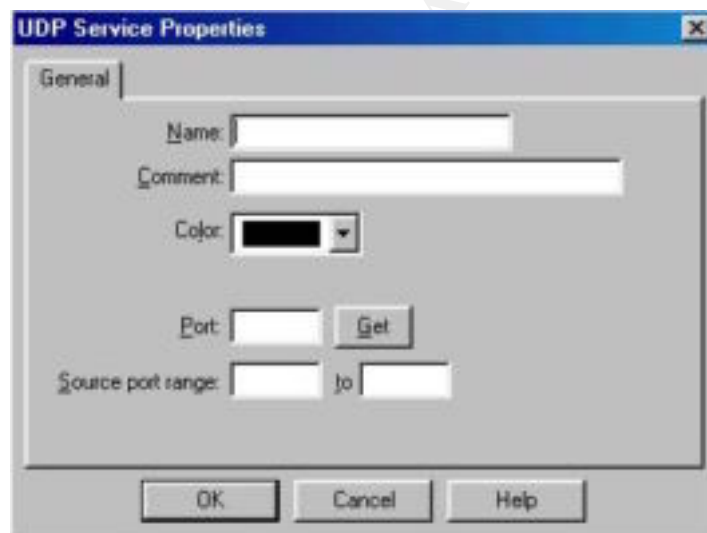 UDP Service Properties
General
Name:
Comment:
Color:
Port:
Get
Source port range:
to
OK
Cancel
Help